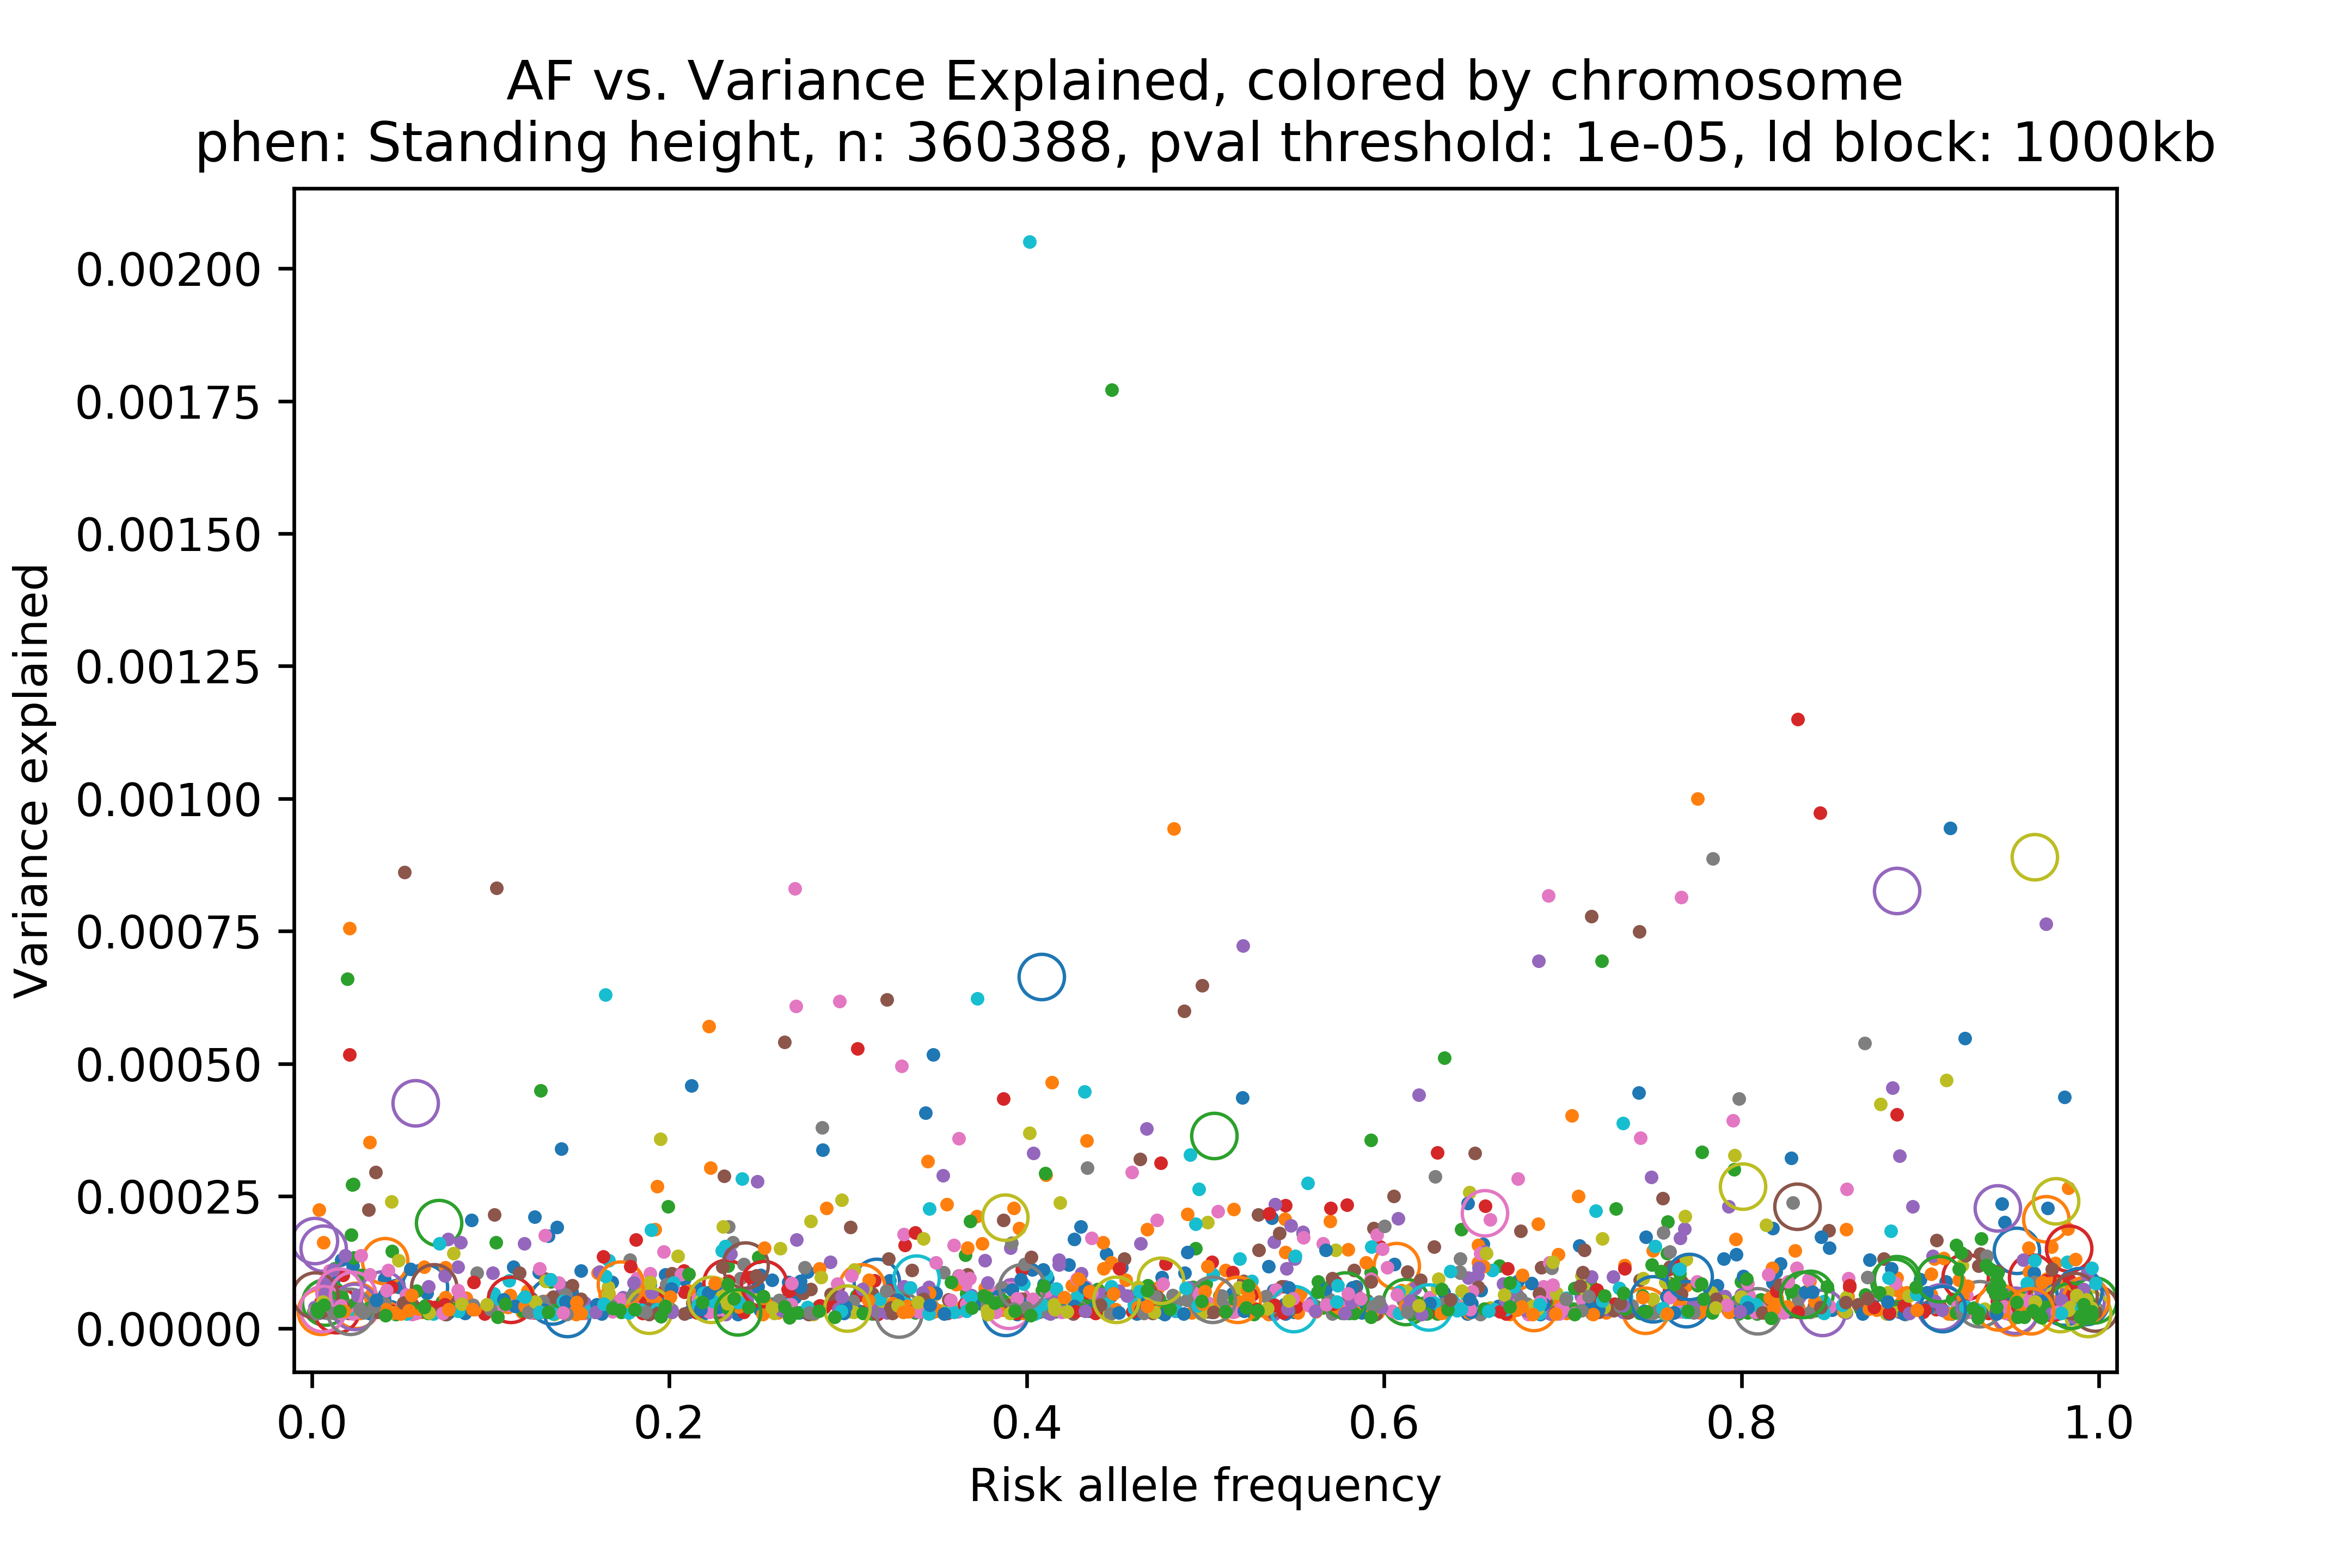 AF vs. Variance Explained, colored by chromosome
phen: Standing height, n: 360388, pval threshold: 1e-05, ld block: 1000kb
Variance explained
0.00200
0.00175
0.00150
0.00125
0.00100
0.00075
0.00050
0.00025
0.00000
0.0 0.2 0.4 0.6 0.8 1.0
Risk allele frequency